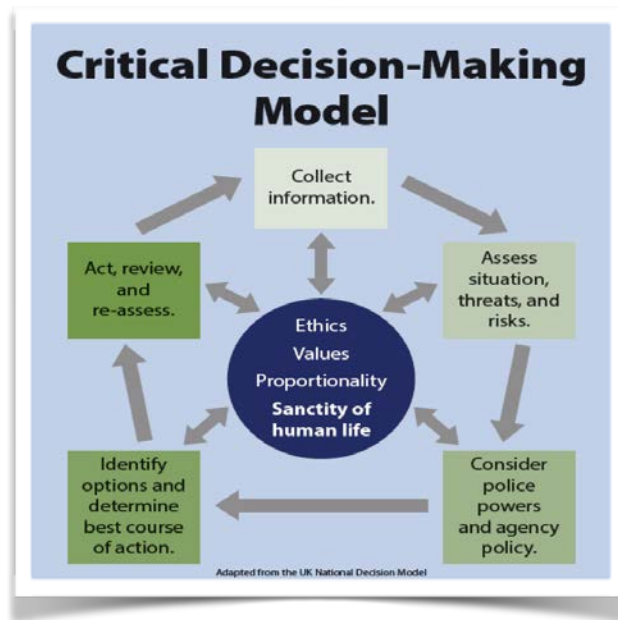 Critical Decision-Making
Model
Collect
information.
Assess
situation,
threats, and
risks.
Consider
police
powers
and agency
policy.
Identify
options and
determine
best course
of action.
Act, review,
and
re-assess.
Ethics
Values
Proportionality
Sanctity of
human life
Adapted from the UK National Decision Model